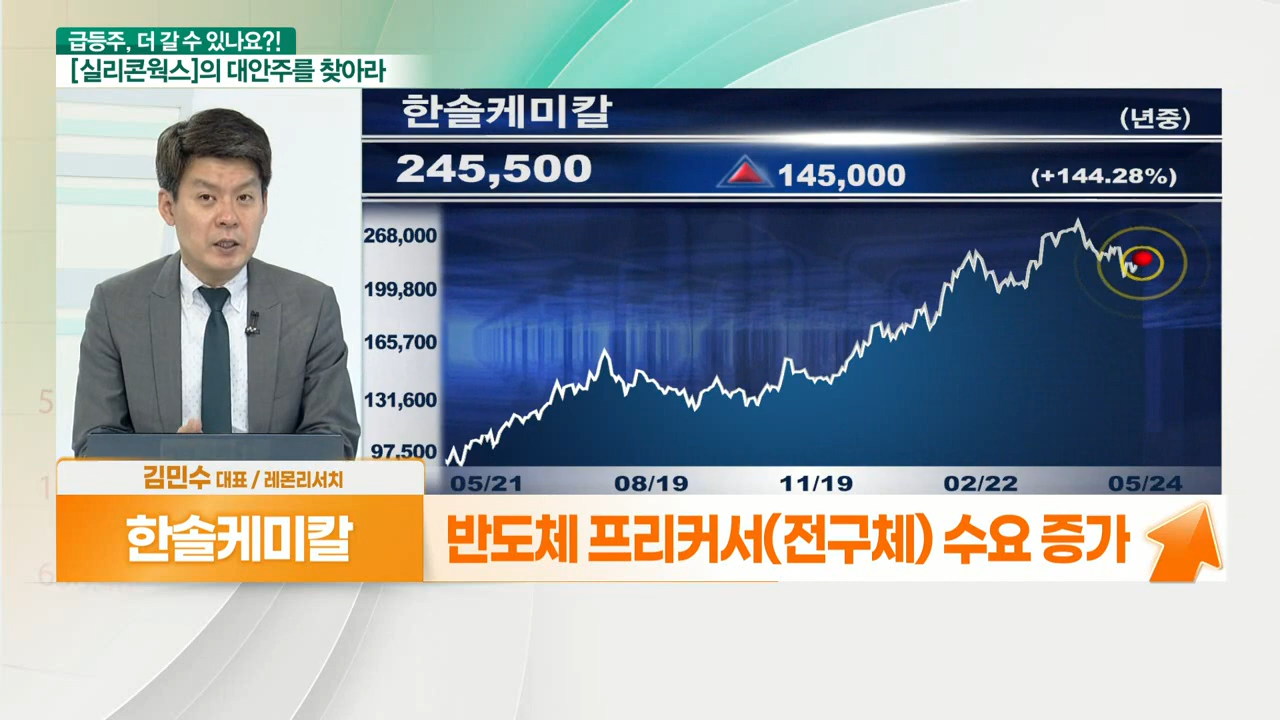 급등주, 더 갈 수 있나요?!
[실리콘웍스]의 대안주를 찾아라
한솔케미칼 (년중)
245,500 145,000 (+144.28%)
268,000
199,800
165,700
131,600
97,500
05/21 08/19 11/19 02/22 05/24
김민수 대표 / 레몬리서치
한솔케미칼
반도체 프리커서(전구체) 수요 증가
5
1
6